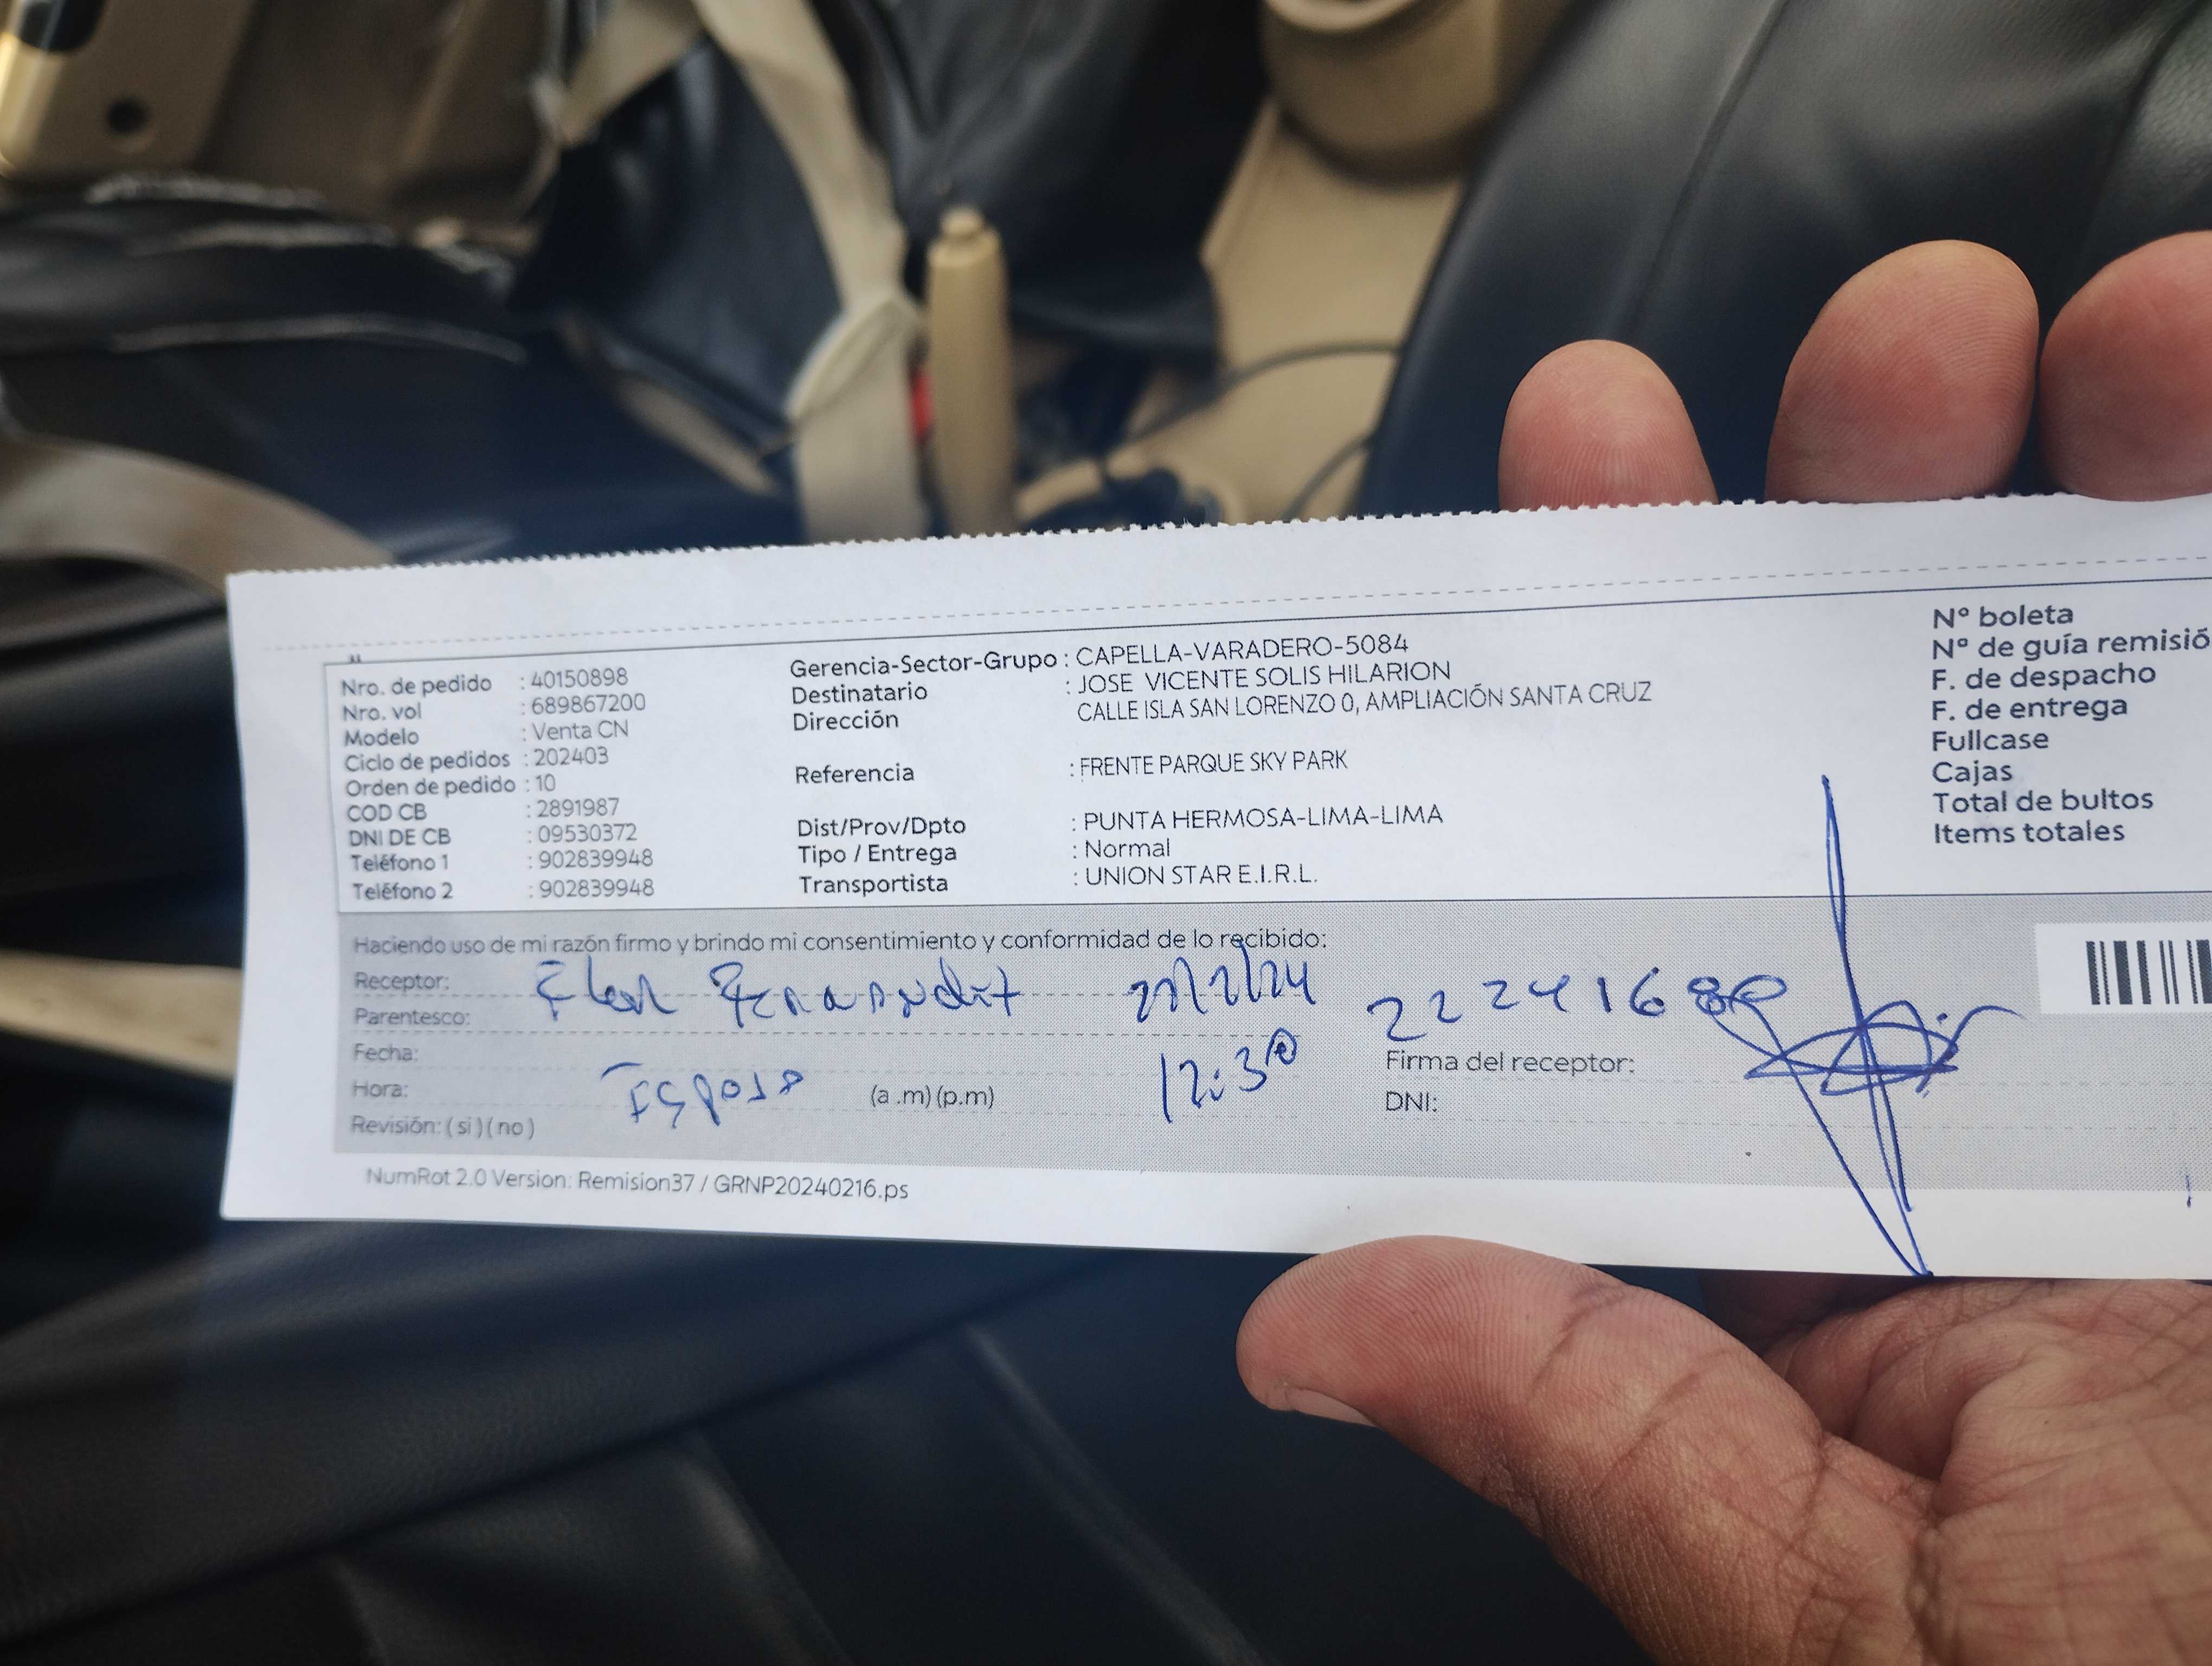 Nro. de pedido : 40150898
Nro. vol : 689867200
Modelo : Venta CN
Ciclo de pedidos : 202403
Orden de pedido : 10
COD CB : 2891987
DNI DE CB : 09530372
Teléfono 1 : 902839948
Teléfono 2 : 902839948
Gerencia-Sector-Grupo : CAPELLA-VARADERO-5084
Destinatario : JOSE VICENTE SOLIS HILARION
Dirección CALLE ISLA SAN LORENZO 0, AMPLIACIÓN SANTA CRUZ
Referencia : FRENTE PARQUE SKY PARK
Dist/Prov/Dpto : PUNTA HERMOSA-LIMA-LIMA
Tipo / Entrega : Normal
Transportista : UNION STAR E.I.R.L.
Nº boleta
Nº de guía remisió
F. de despacho
F. de entrega
Fullcase
Cajas
Total de bultos
Items totales
Haciendo uso de mi razón firmo y brindo mi consentimiento y conformidad de lo recibido:
Receptor:
Parentesco:
Fecha:
Hora: (a .m) (p.m) 12:30
Revisión: ( si ) ( no )
Firma del receptor:
DNI:
NumRot 2.0 Version: Remision37 / GRNP20240216.ps